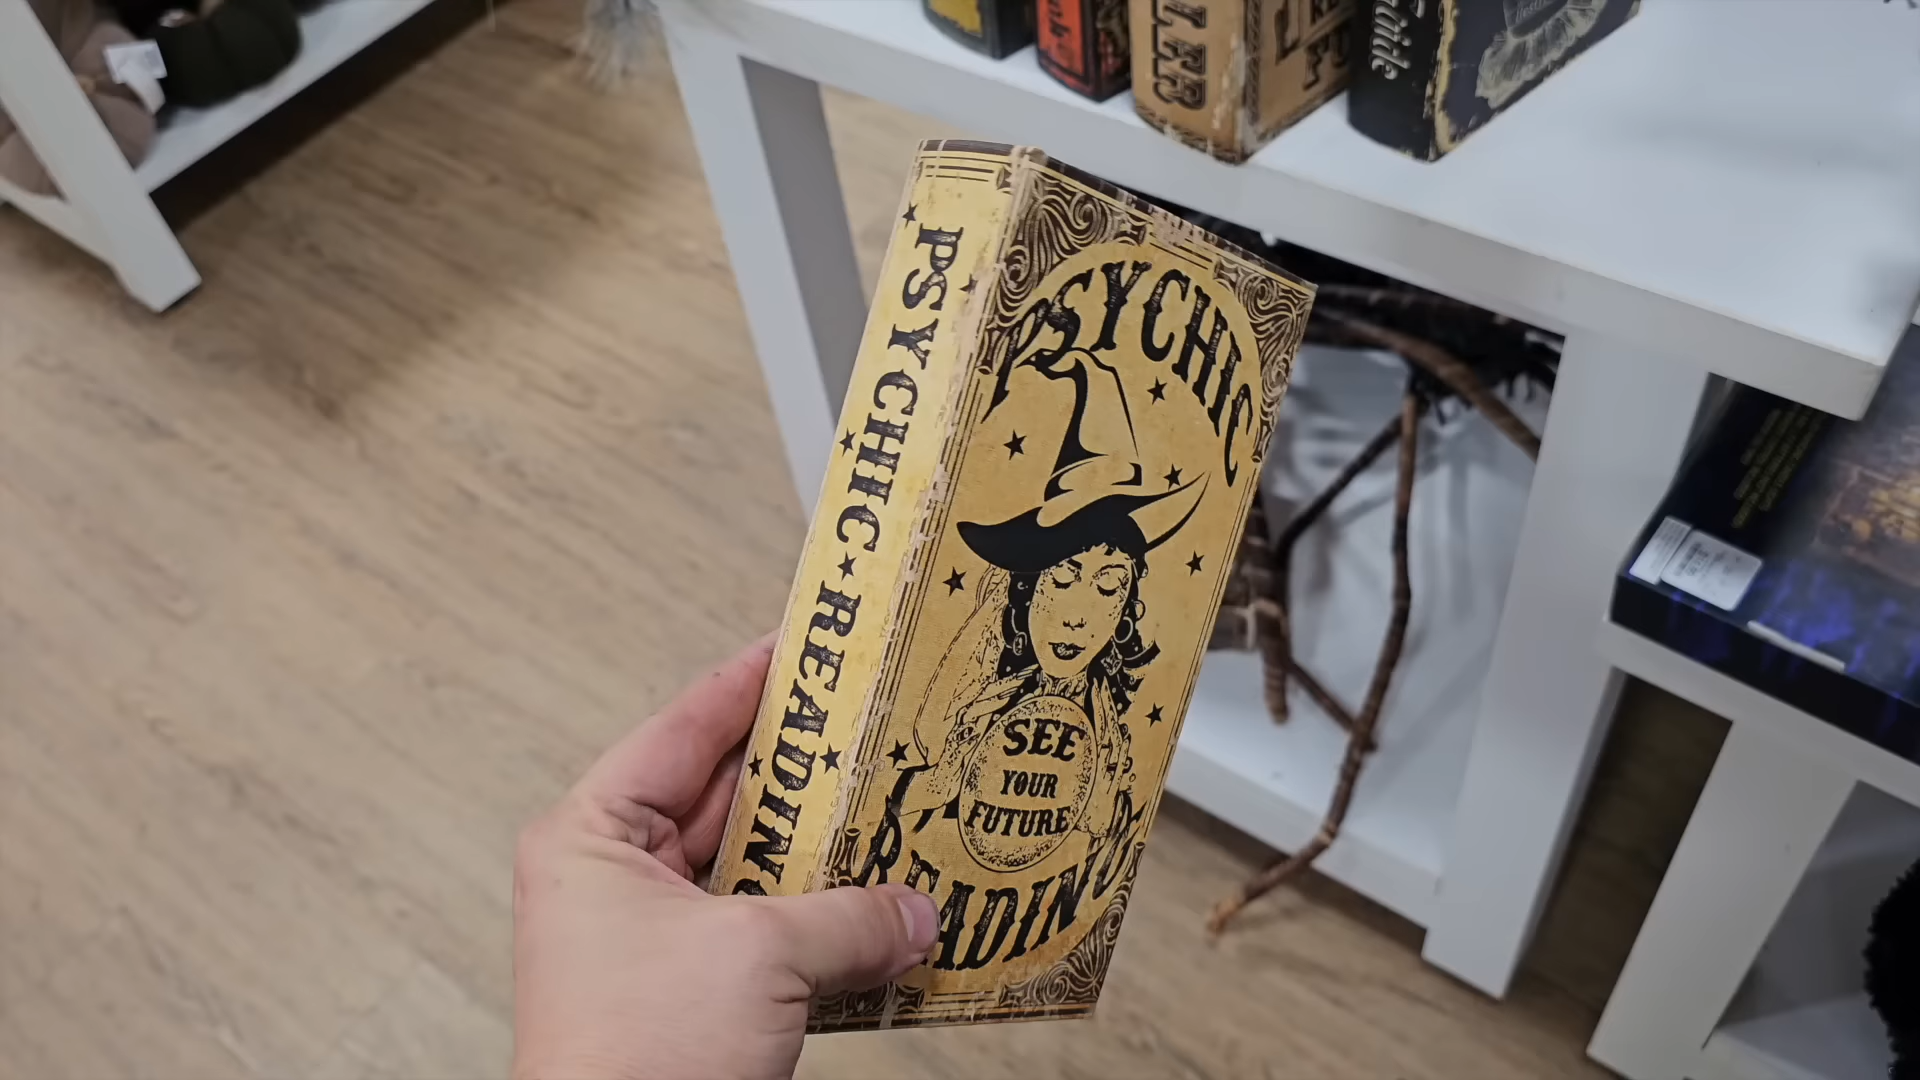 PSYCHIC ★ READING
PSYCHIC
SEE
YOUR
FUTURE
READING